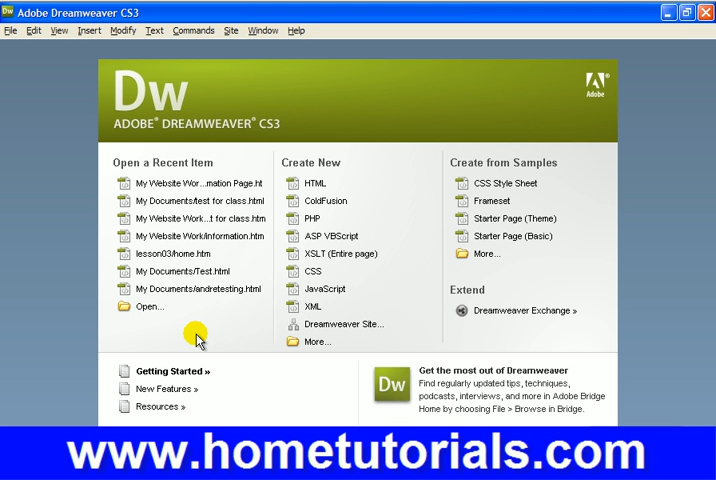 Dw Adobe Dreamweaver CS3
File Edit View Insert Modify Text Commands Site Window Help
Dw
ADOBE® DREAMWEAVER® CS3
Adobe
Open a Recent Item
My Website Wor...mation Page.ht
My Documents/test for class.html
My Website Work...t for class.htm
My Website Work/information.htm
lesson03/home.htm
My Documents/Test.html
My Documents/andretesting.html
Open...
Create New
HTML
ColdFusion
PHP
ASP VBScript
XSLT (Entire page)
CSS
JavaScript
XML
Dreamweaver Site...
More...
Create from Samples
CSS Style Sheet
Frameset
Starter Page (Theme)
Starter Page (Basic)
More...
Extend
Dreamweaver Exchange »
Getting Started »
New Features »
Resources »
Dw
Get the most out of Dreamweaver
Find regularly updated tips, techniques,
podcasts, interviews, and more in Adobe Bridge
Home by choosing File > Browse in Bridge.
www.hometutorials.com